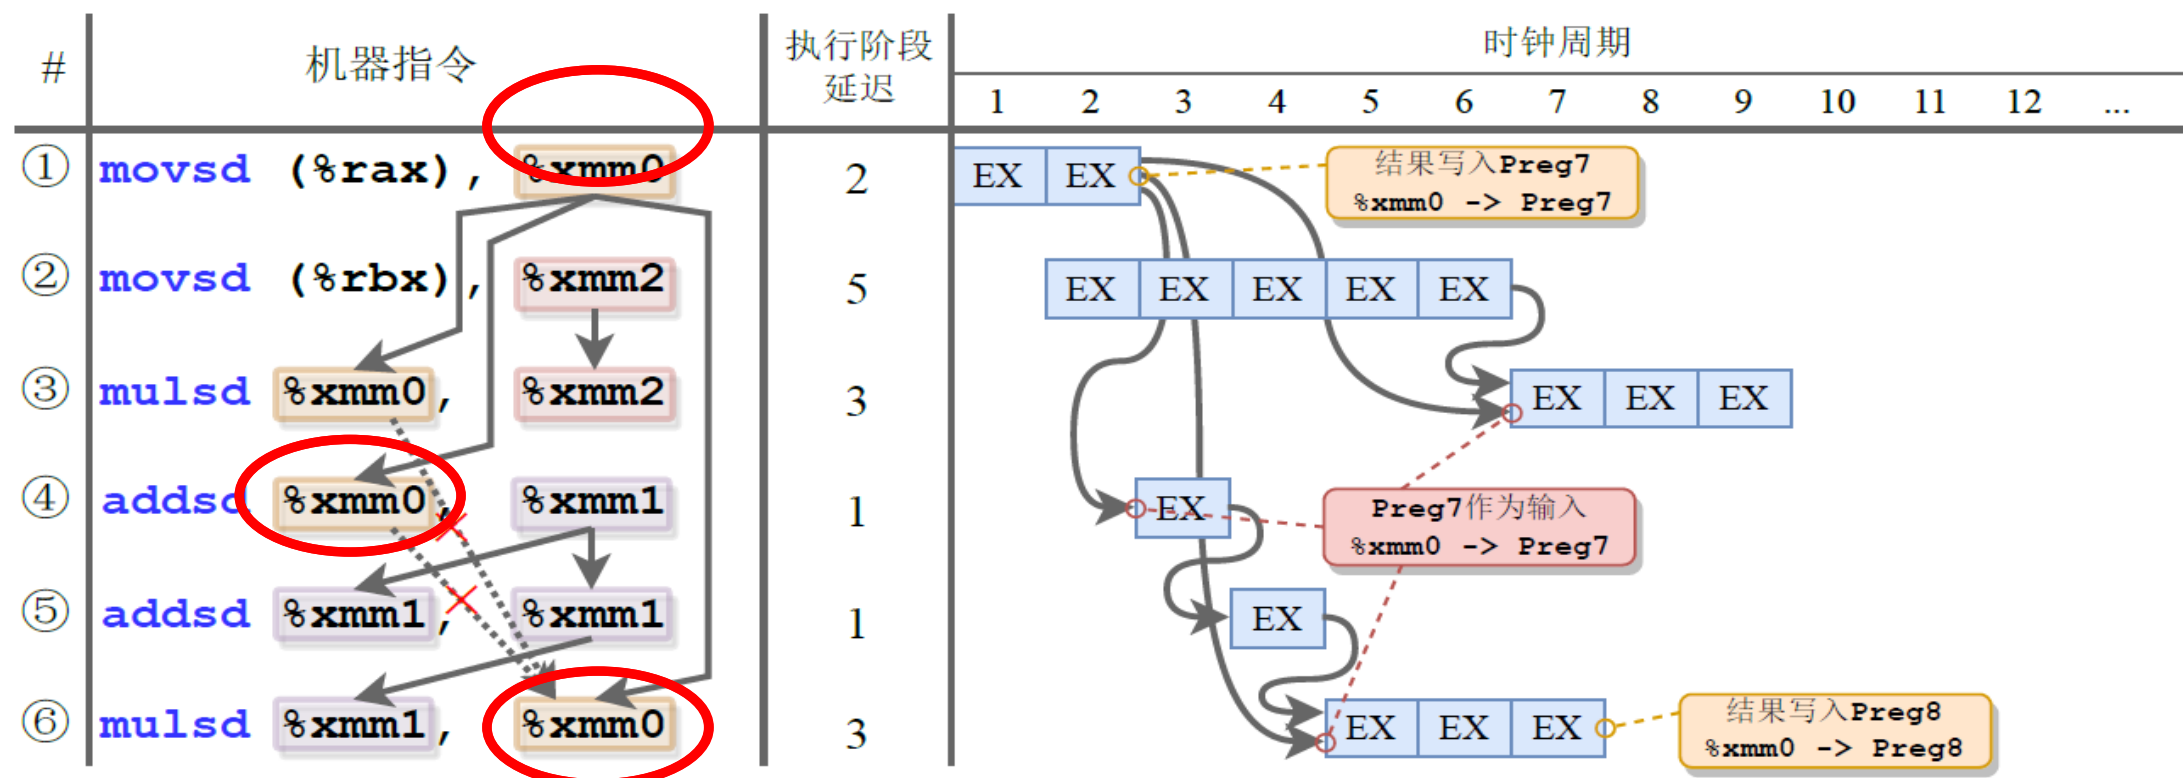 # 机器指令 执行阶段延迟 时钟周期
1 2 3 4 5 6 7 8 9 10 11 12 ...
① movsd (%rax), %xmm0 2 EX EX
结果写入Preg7
%xmm0 -> Preg7
② movsd (%rbx), %xmm2 5 EX EX EX EX EX
③ mulsd %xmm0, %xmm2 3 EX EX EX
④ addsd %xmm0, %xmm1 1 EX
Preg7作为输入
%xmm0 -> Preg7
⑤ addsd %xmm1, %xmm1 1 EX
⑥ mulsd %xmm1, %xmm0 3 EX EX EX
结果写入Preg8
%xmm0 -> Preg8